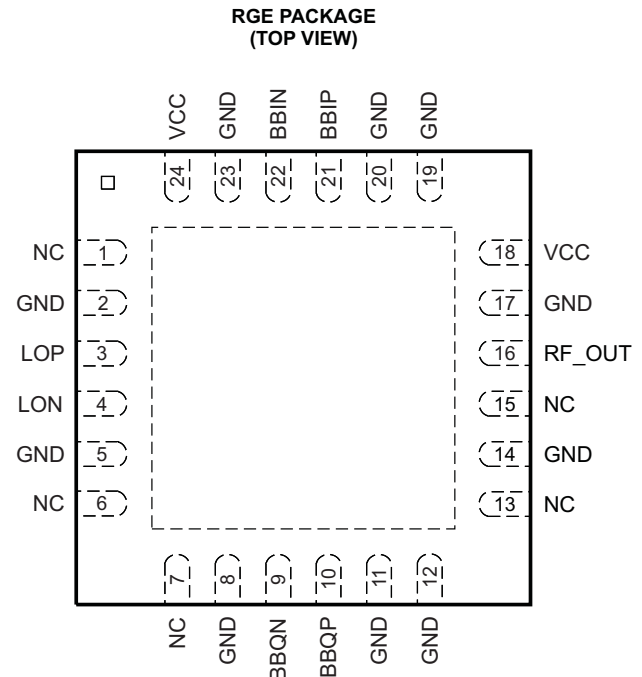 RGE PACKAGE
(TOP VIEW)
VCC
GND
BBIN
BBIP
GND
GND
24
23
22
21
20
19
NC 1
GND 2
LOP 3
LON 4
GND 5
NC 6
18 VCC
17 GND
16 RF_OUT
15 NC
14 GND
13 NC
7
8
9
10
11
12
NC
GND
BBQN
BBQP
GND
GND